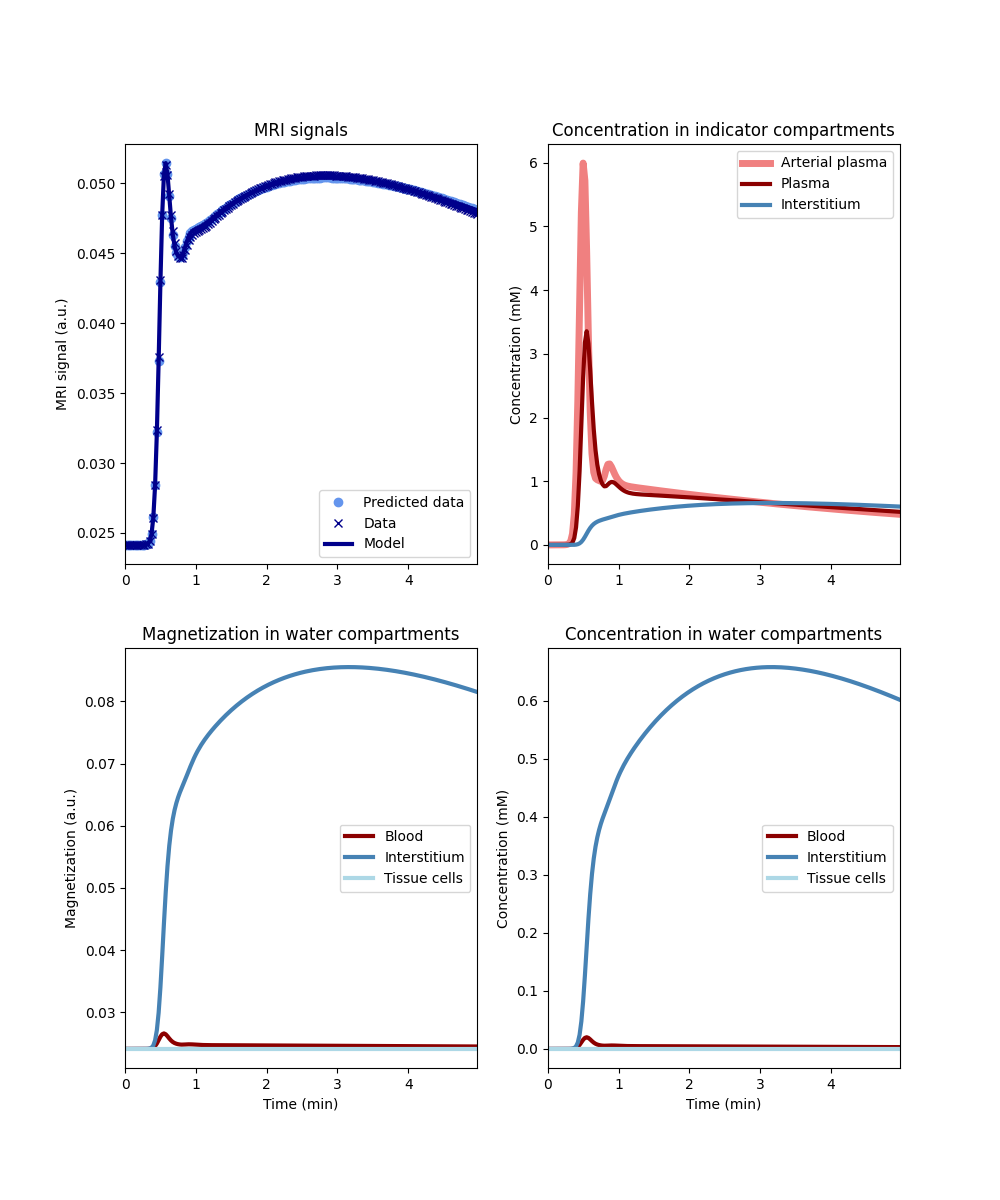 MRI signals
MRI signal (a.u.)
0.050
0.045
0.040
0.035
0.030
0.025
0 1 2 3 4
Predicted data
Data
Model
Concentration in indicator compartments
Concentration (mM)
6
5
4
3
2
1
0
0 1 2 3 4
Arterial plasma
Plasma
Interstitium
Magnetization in water compartments
Magnetization (a.u.)
0.08
0.07
0.06
0.05
0.04
0.03
0 1 2 3 4
Time (min)
Blood
Interstitium
Tissue cells
Concentration in water compartments
Concentration (mM)
0.6
0.5
0.4
0.3
0.2
0.1
0.0
0 1 2 3 4
Time (min)
Blood
Interstitium
Tissue cells